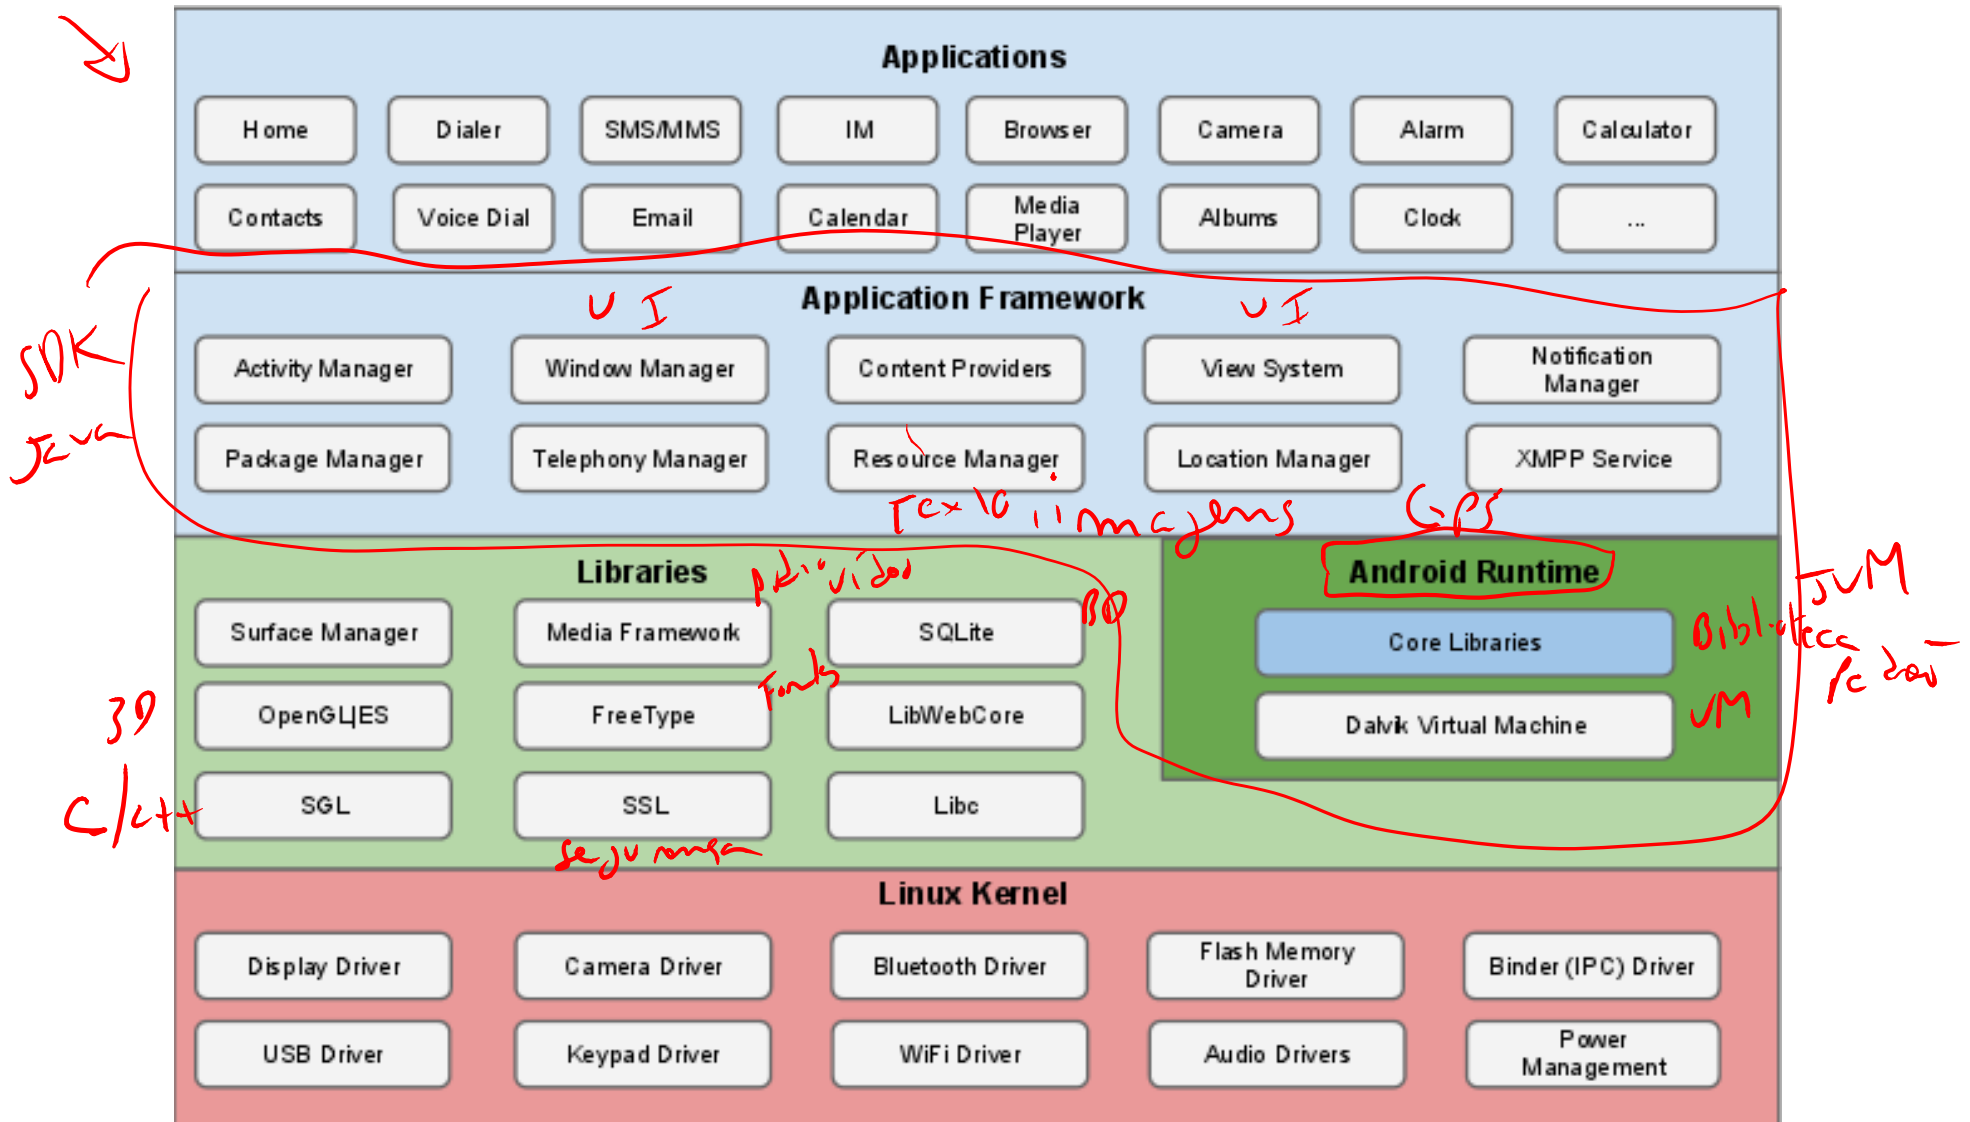 Applications
Home Dialer SMS/MMS IM Browser Camera Alarm Calculator
Contacts Voice Dial Email Calendar Media Player Albums Clock ...
Application Framework
UI UI
SDK
Activity Manager Window Manager Content Providers View System Notification Manager
Java
Package Manager Telephony Manager Resource Manager Location Manager XMPP Service
Texto imagens GPS
Libraries
video
Android Runtime
JVM
Surface Manager Media Framework SQLite
BD
Core Libraries
Biblioteca
Fonts
3D
OpenGL|ES FreeType LibWebCore
Dalvik Virtual Machine
VM
C/C++
SGL SSL Libc
Segurança
Linux Kernel
Display Driver Camera Driver Bluetooth Driver Flash Memory Driver Binder (IPC) Driver
USB Driver Keypad Driver WiFi Driver Audio Drivers Power Management